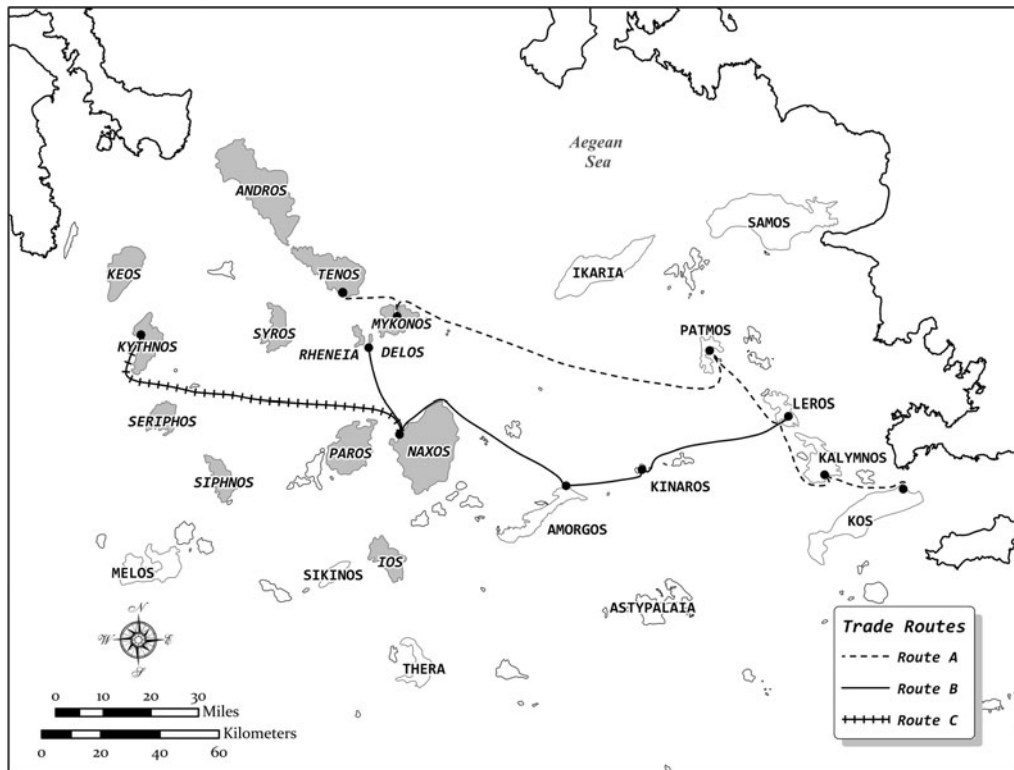 Aegean
Sea
ANDROS
SAMOS
KEOS
TENOS
IKARIA
SYROS
MYKONOS
KYTHNOS
RHENEIA
DELOS
PATMOS
SERIPHOS
LEROS
PAROS
NAXOS
KALYMNOS
SIPHNOS
KINAROS
KOS
AMORGOS
IOS
MELOS
SIKINOS
ASTYPALAIA
THERA
N
W E
S
Trade Routes
Route A
Route B
Route C
0 10 20 30
Miles
Kilometers
0 20 40 60